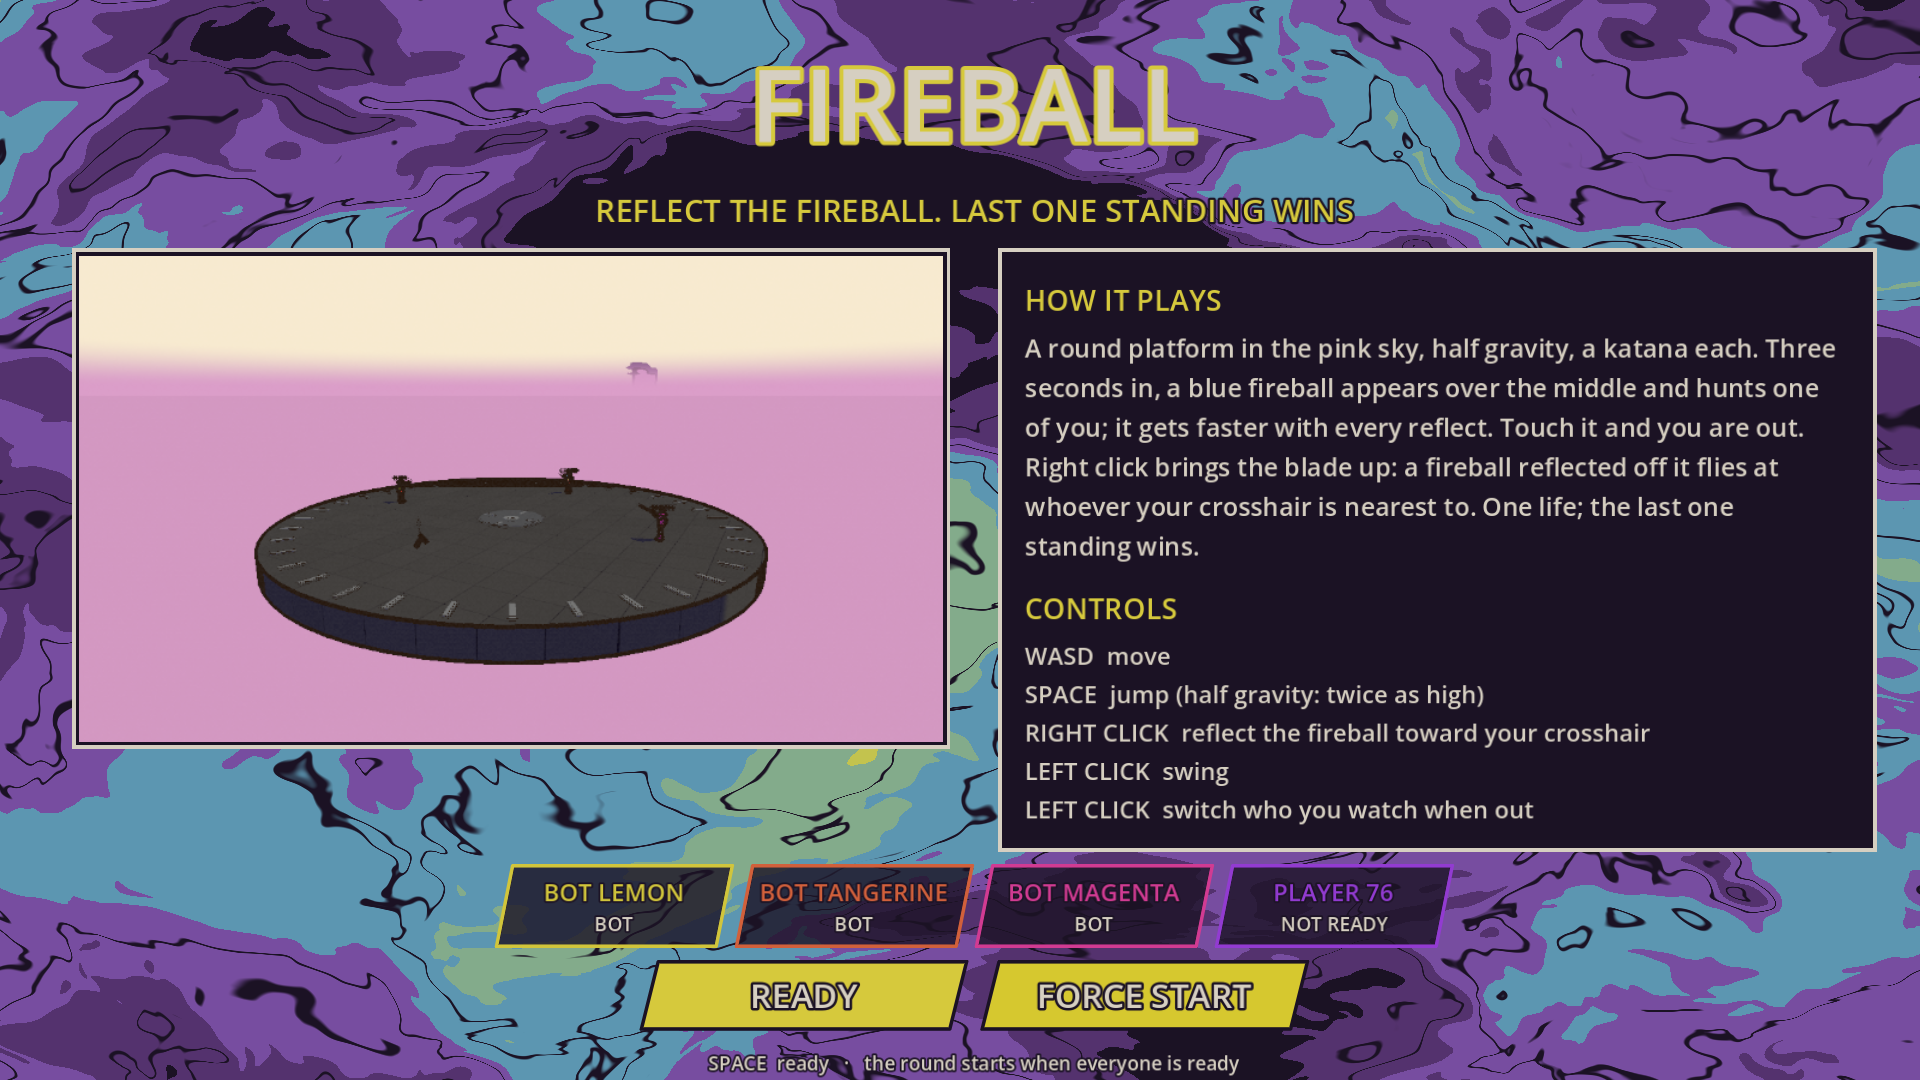 FIREBALL
REFLECT THE FIREBALL. LAST ONE STANDING WINS
HOW IT PLAYS
A round platform in the pink sky, half gravity, a katana each. Three
seconds in, a blue fireball appears over the middle and hunts one
of you; it gets faster with every reflect. Touch it and you are out.
Right click brings the blade up: a fireball reflected off it flies at
whoever your crosshair is nearest to. One life; the last one
standing wins.
CONTROLS
WASD move
SPACE jump (half gravity: twice as high)
RIGHT CLICK reflect the fireball toward your crosshair
LEFT CLICK swing
LEFT CLICK switch who you watch when out
BOT LEMON
BOT
BOT TANGERINE
BOT
BOT MAGENTA
BOT
PLAYER 76
NOT READY
READY
FORCE START
SPACE ready · the round starts when everyone is ready